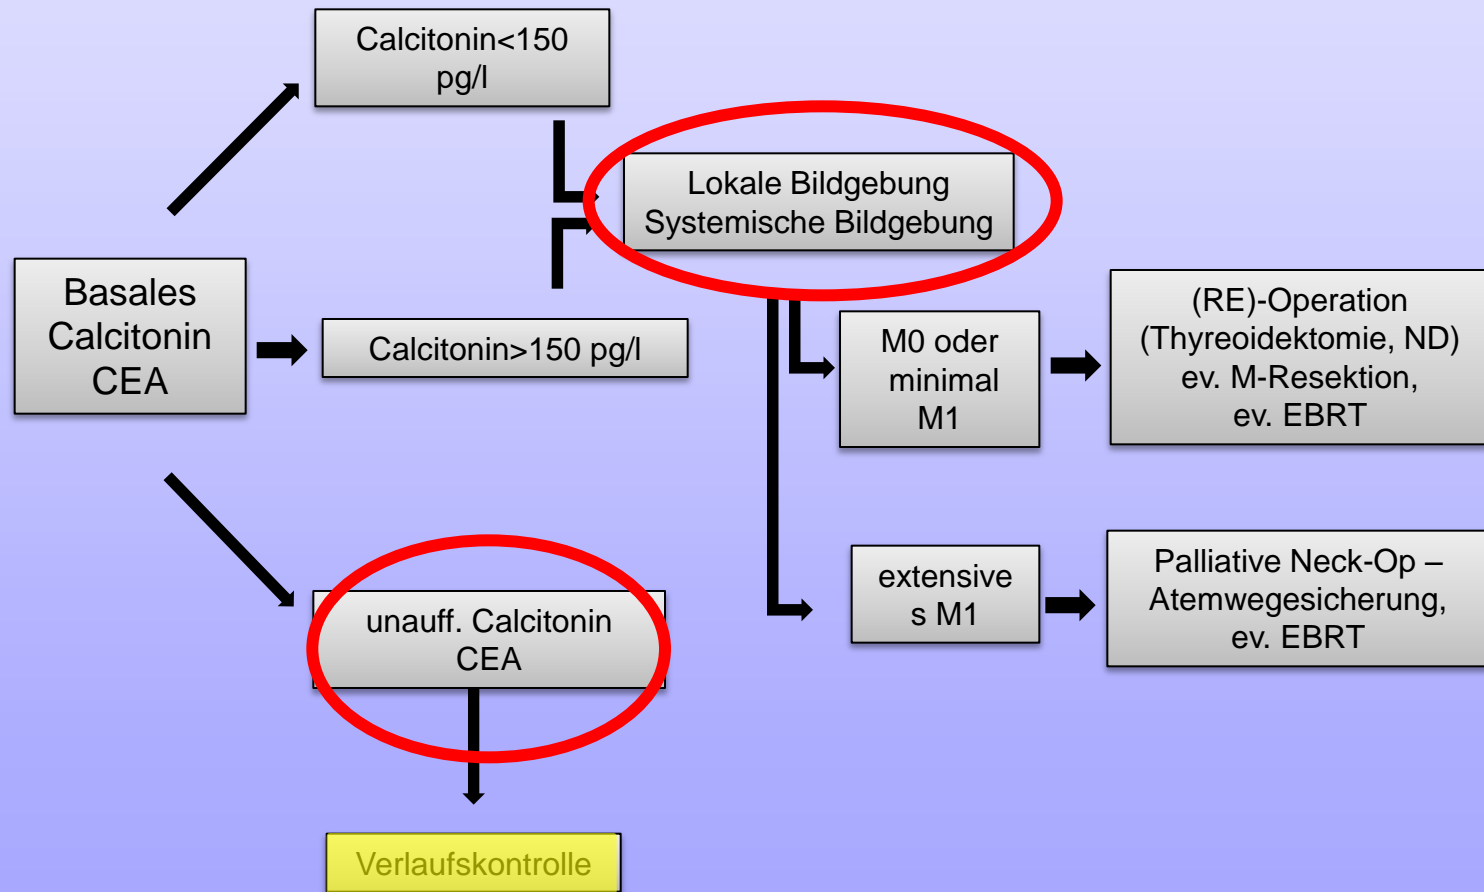 Calcitonin<150
pg/l
Lokale Bildgebung
Systemische Bildgebung
Basales
Calcitonin
CEA
Calcitonin>150 pg/l
M0 oder
minimal
M1
(RE)-Operation
(Thyreoidektomie, ND)
ev. M-Resektion,
ev. EBRT
extensive
s M1
Palliative Neck-Op –
Atemwegesicherung,
ev. EBRT
unauff. Calcitonin
CEA
Verlaufskontrolle